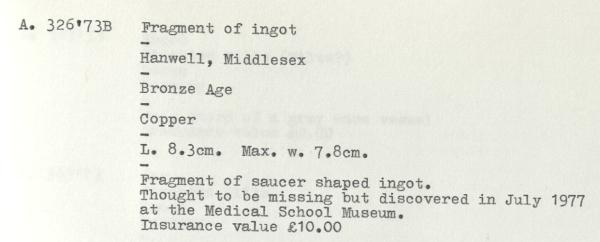 A. 326'73B Fragment of ingot
-
Hanwell, Middlesex
-
Bronze Age
-
Copper
-
L. 8.3cm. Max. w. 7.8cm.
-
Fragment of saucer shaped ingot.
Thought to be missing but discovered in July 1977
at the Medical School Museum.
Insurance value £10.00